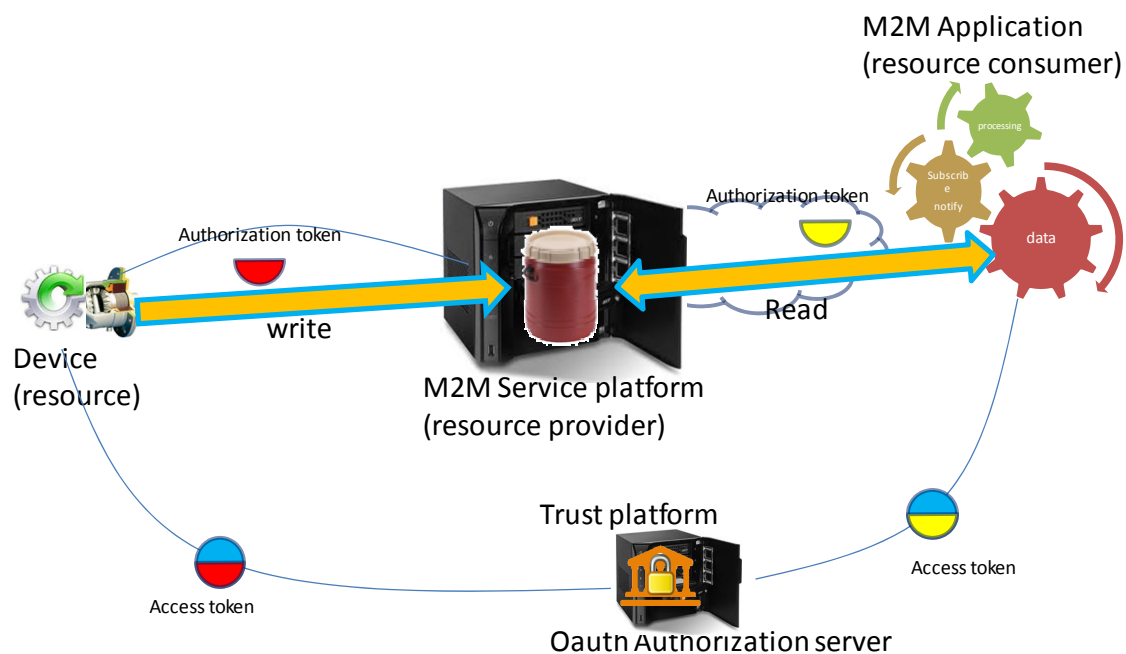 M2M Application
(resource consumer)
processing
Subscrib
e
notify
data
Authorization token
Authorization token
write
Read
Device
(resource)
M2M Service platform
(resource provider)
Trust platform
Access token
Access token
Oauth Authorization server